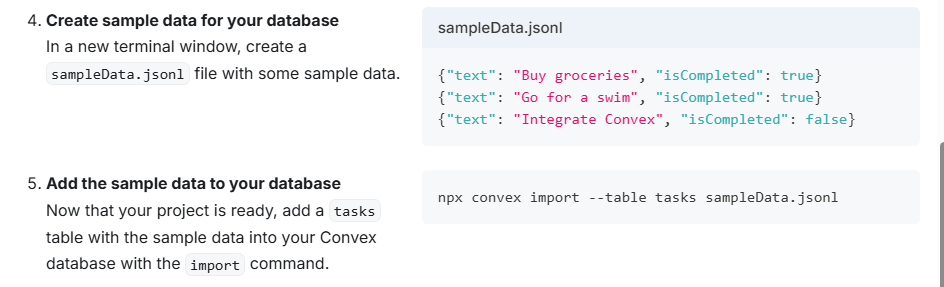 4. Create sample data for your database
In a new terminal window, create a
sampleData.jsonl file with some sample data.
sampleData.jsonl
{"text": "Buy groceries", "isCompleted": true}
{"text": "Go for a swim", "isCompleted": true}
{"text": "Integrate Convex", "isCompleted": false}
5. Add the sample data to your database
Now that your project is ready, add a tasks
table with the sample data into your Convex
database with the import command.
npx convex import --table tasks sampleData.jsonl